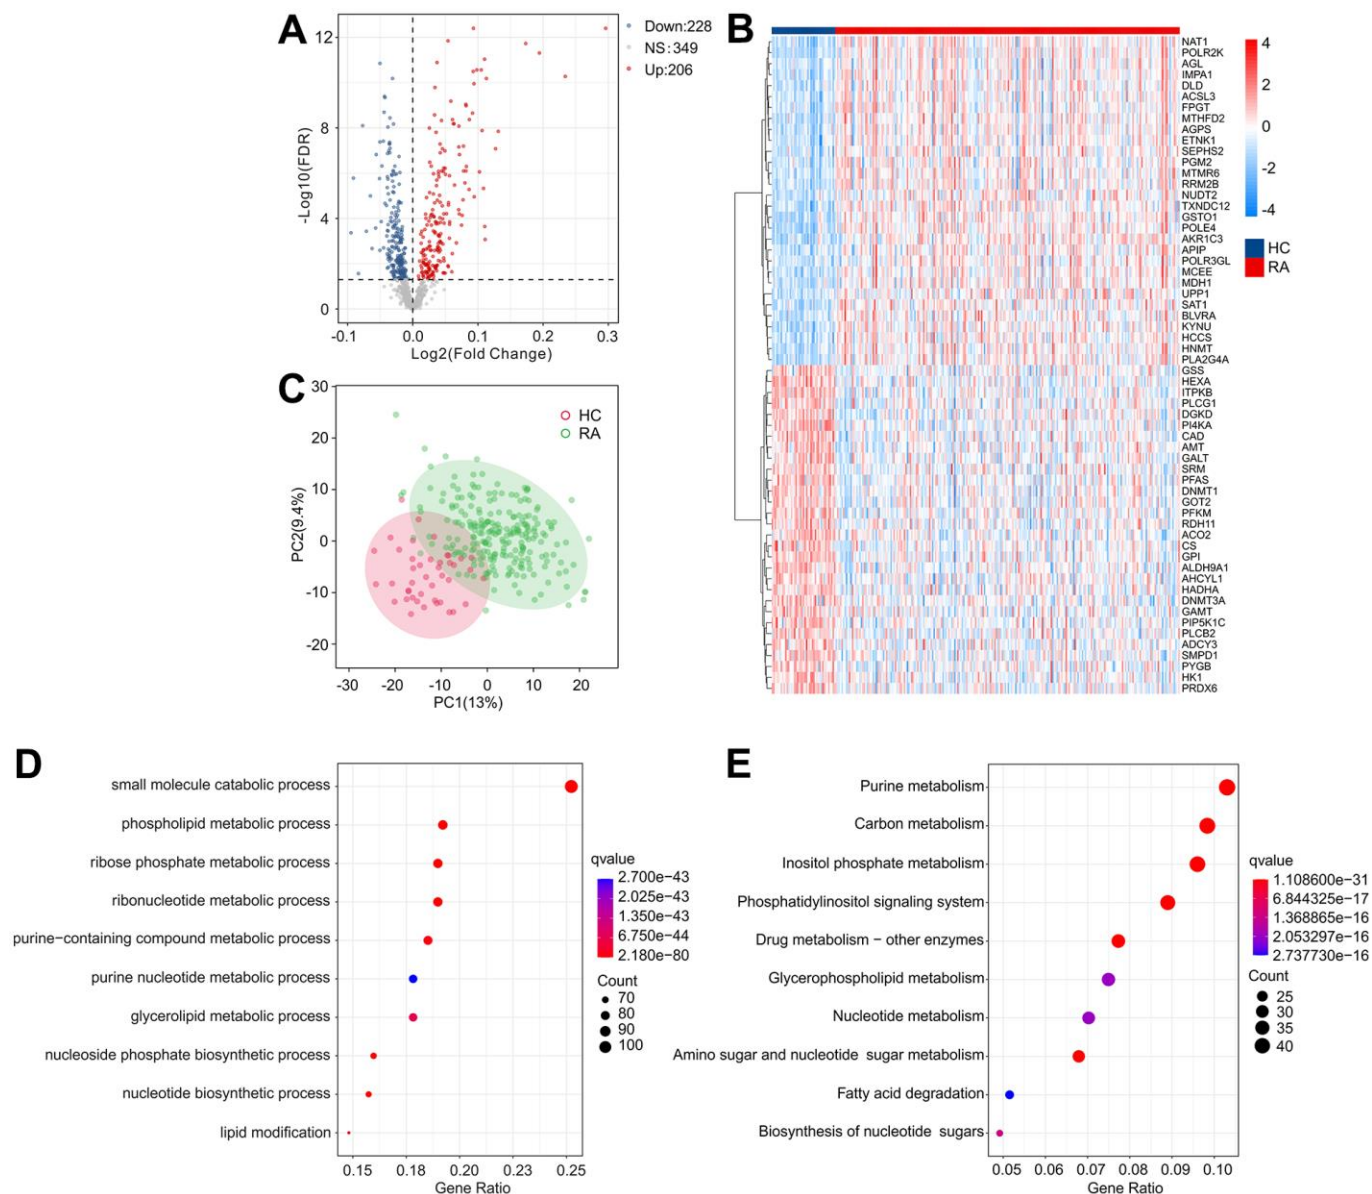 A
Down:228
NS:349
Up:206
12
8
4
0
-Log10(FDR)
-0.1
0.0
0.1
0.2
0.3
Log2(Fold Change)
B
NAT1
POLR2K
AGL
IMPA1
DLD
ACSL3
FPGT
MTHFD2
AGPS
ETNK1
SEPHS2
PGM2
MTMR6
RRM2B
NUDT2
TXNDC12
GSTO1
POLE4
AKR1C3
APIP
POLR3GL
MCEE
MDH1
UPP1
SAT1
BLVRA
KYNU
HCCS
HNMT
PLA2G4A
GSS
HEXA
ITPKB
PLCG1
DGKD
PI4KA
CAD
AMT
GALT
SRM
PFAS
DNMT1
GOT2
PFKM
RDH11
ACO2
CS
GPI
ALDH9A1
AHCYL1
HADHA
DNMT3A
GAMT
PIP5K1C
PLCB2
ADCY3
SMPD1
PYGB
HK1
PRDX6
4
2
0
-2
-4
HC
RA
C
30
20
10
0
-10
-20
PC2(9.4%)
HC
RA
-30
-20
-10
0
10
20
PC1(13%)
D
small molecule catabolic process
phospholipid metabolic process
ribose phosphate metabolic process
ribonucleotide metabolic process
purine-containing compound metabolic process
purine nucleotide metabolic process
glycerolipid metabolic process
nucleoside phosphate biosynthetic process
nucleotide biosynthetic process
lipid modification
0.15
0.18
0.20
0.23
0.25
Gene Ratio
qvalue
2.700e-43
2.025e-43
1.350e-43
6.750e-44
2.180e-80
Count
70
80
90
100
E
Purine metabolism
Carbon metabolism
Inositol phosphate metabolism
Phosphatidylinositol signaling system
Drug metabolism - other enzymes
Glycerophospholipid metabolism
Nucleotide metabolism
Amino sugar and nucleotide sugar metabolism
Fatty acid degradation
Biosynthesis of nucleotide sugars
0.05
0.06
0.07
0.08
0.09
0.10
Gene Ratio
qvalue
1.108600e-31
6.844325e-17
1.368865e-16
2.053297e-16
2.737730e-16
Count
25
30
35
40